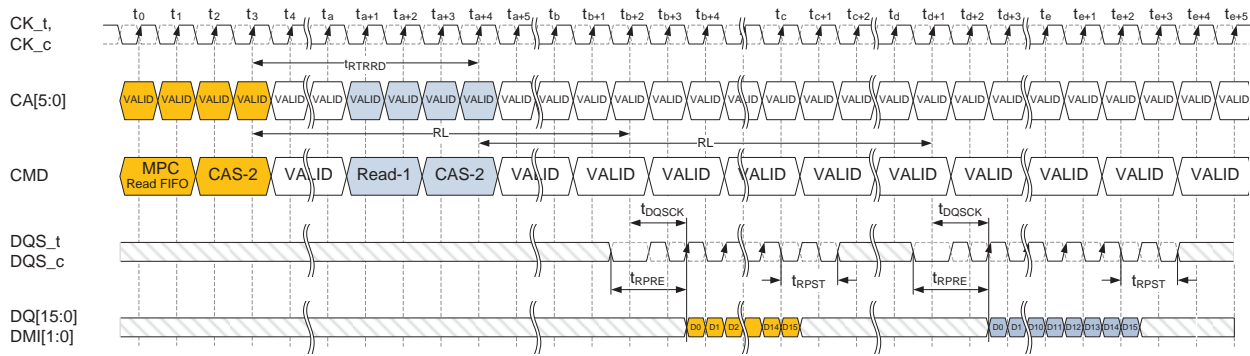 t0 t1 t2 t3 t4 ta ta+1 ta+2 ta+3 ta+4 ta+5 tb tb+1 tb+2 tb+3 tb+4 tc tc+1 tc+2 td td+1 td+2 td+3 te te+1 te+2 te+3 te+4 te+5
CK_t,
CK_c
tRTRRD
CA[5:0] VALID VALID VALID VALID VALID VALID VALID VALID VALID VALID VALID VALID VALID VALID VALID VALID VALID VALID VALID VALID VALID VALID VALID VALID VALID VALID VALID VALID VALID VALID
RL RL
CMD MPC Read FIFO CAS-2 VALID Read-1 CAS-2 VALID VALID VALID VALID VALID VALID VALID VALID VALID VALID
tDQSCK tDQSCK
DQS_t
DQS_c
tRPRE tRPST tRPRE tRPST
DQ[15:0]
DMI[1:0]
D0 D1 D2 D14 D15 D0 D1 D10 D11 D12 D13 D14 D15